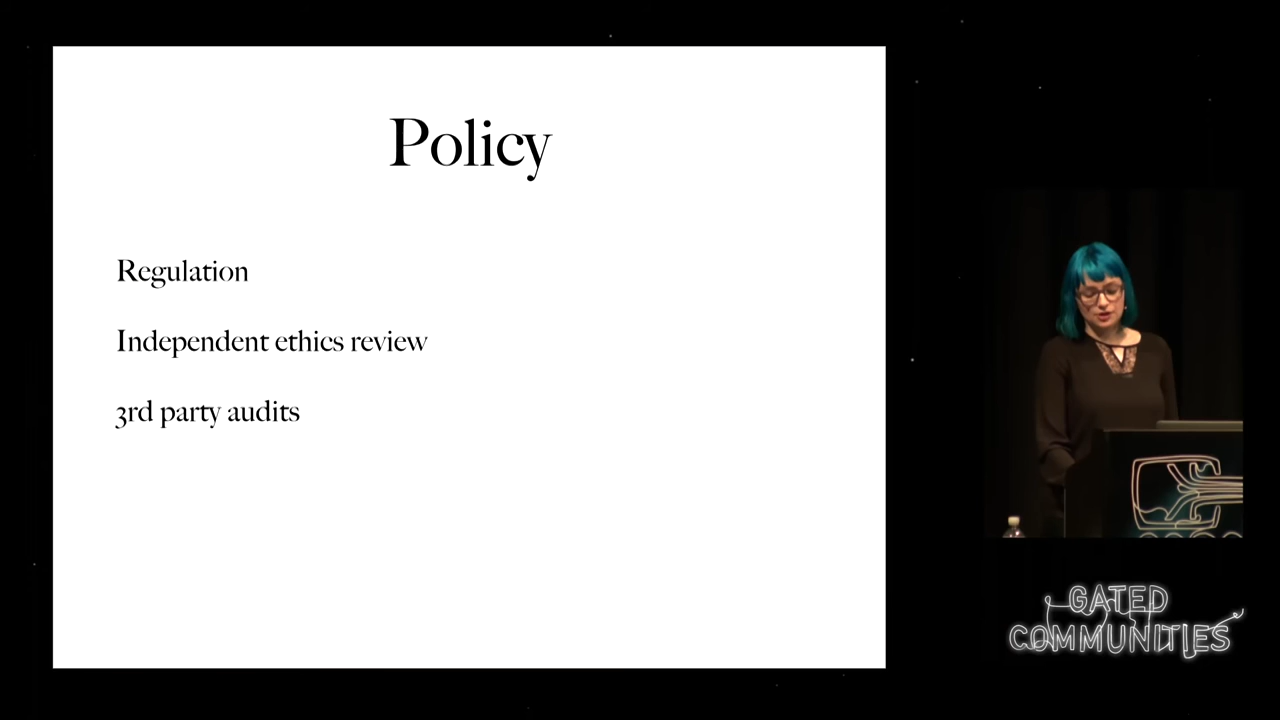 Policy
Regulation
Independent ethics review
3rd party audits
GATED
COMMUNITIES